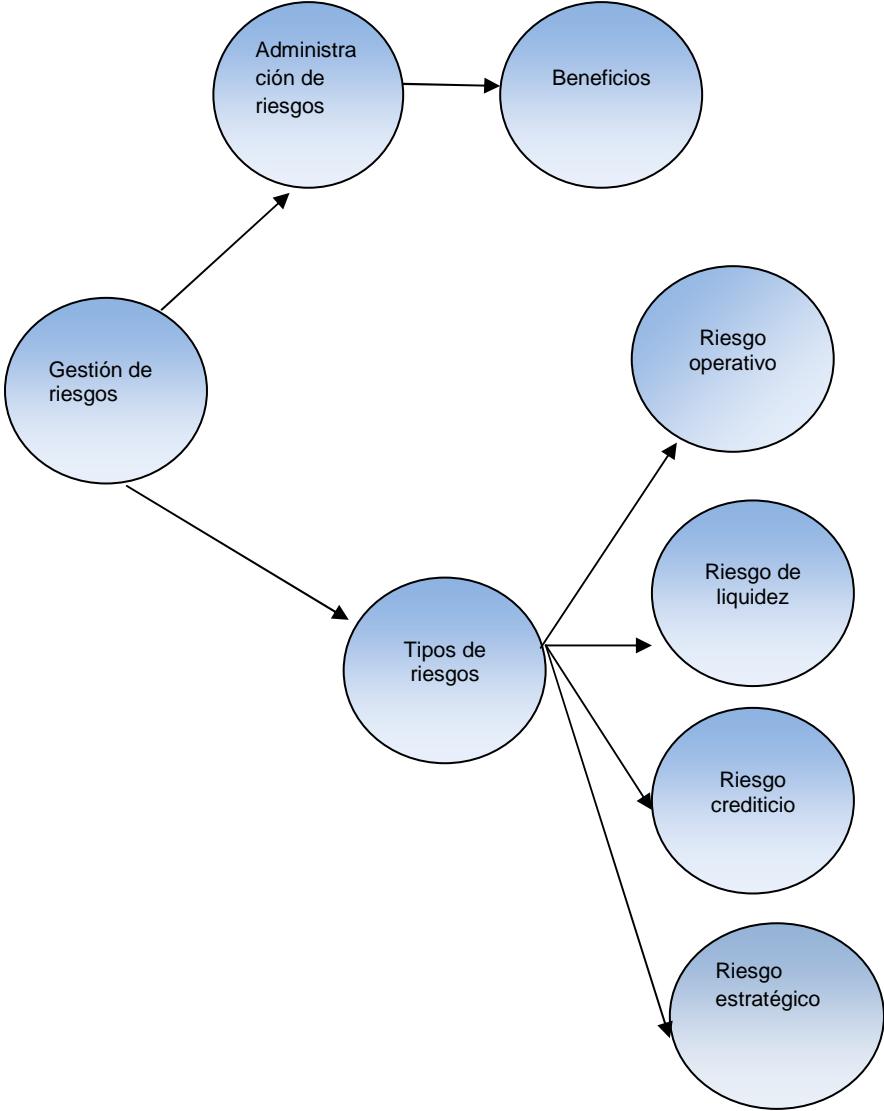 Administra
ción de
riesgos
Beneficios
Riesgo
operativo
Gestión de
riesgos
Riesgo de
liquidez
Tipos de
riesgos
Riesgo
crediticio
Riesgo
estratégico